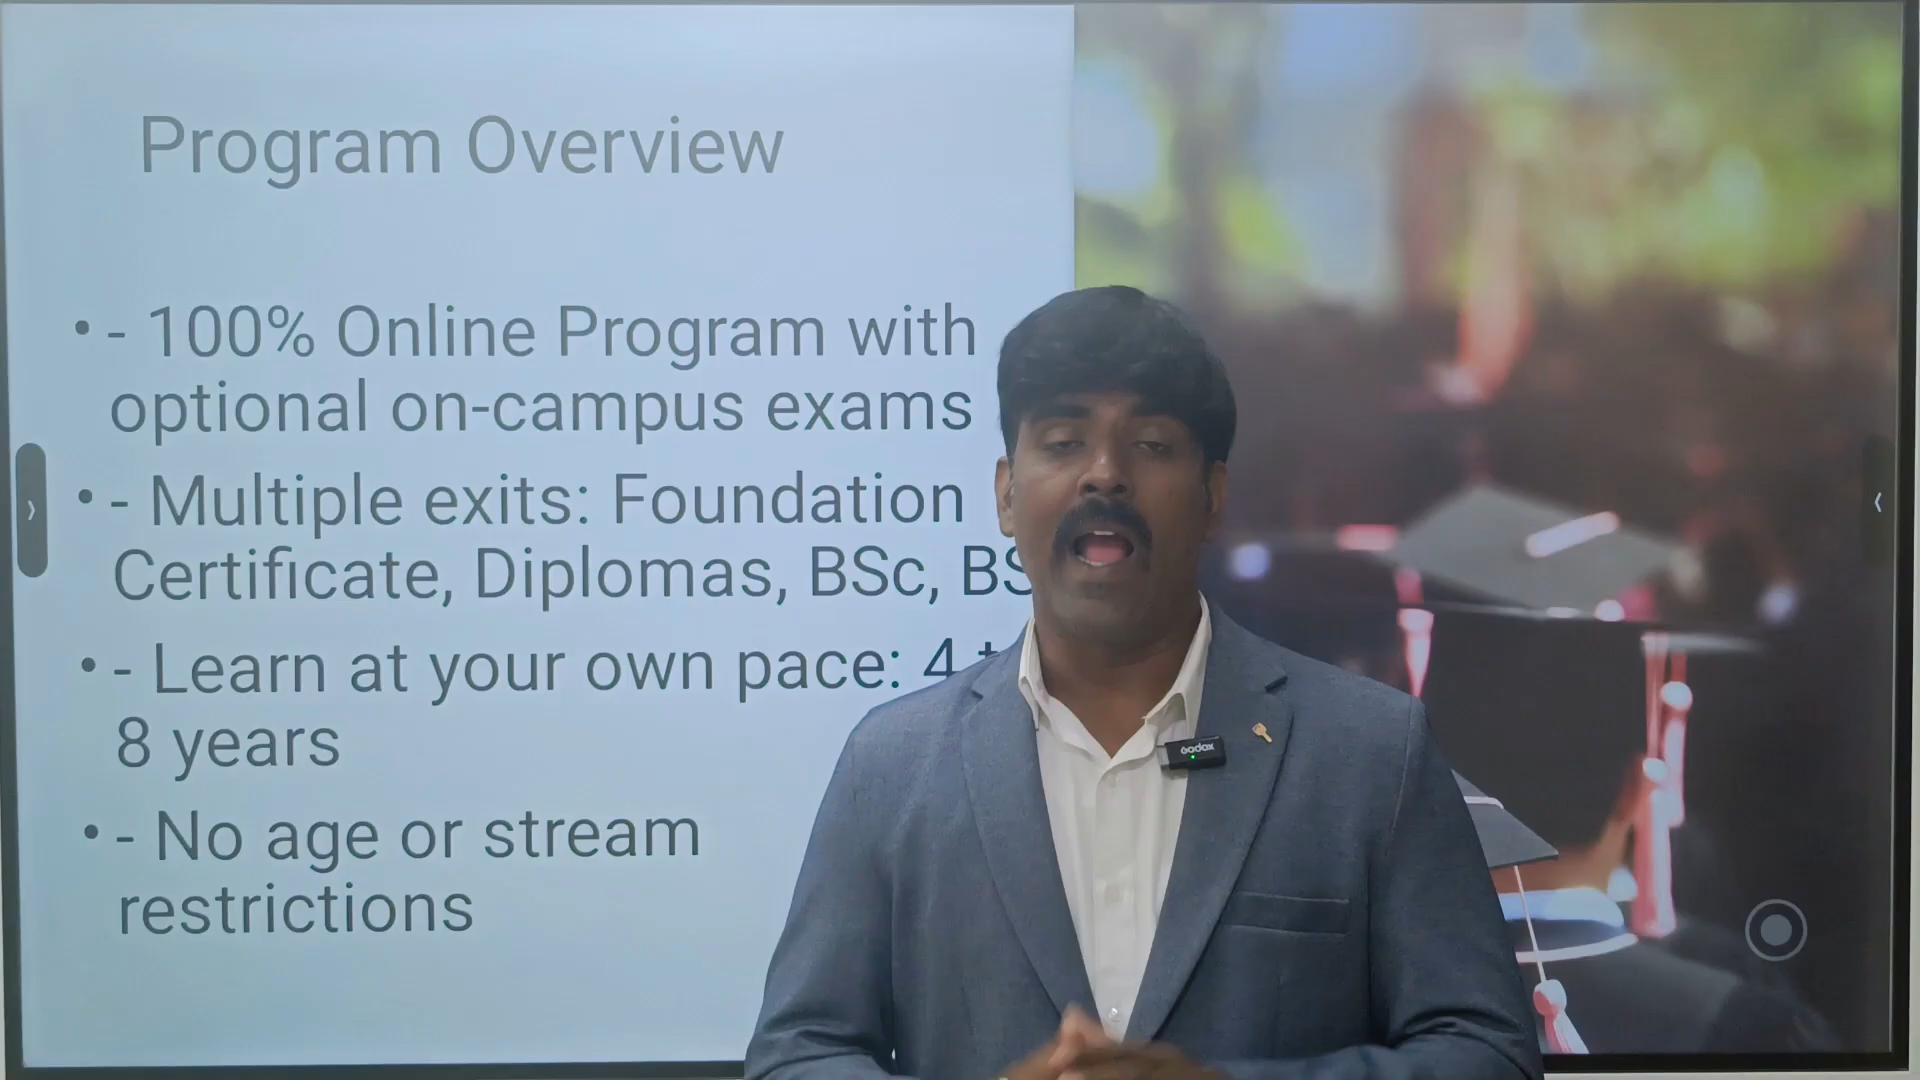 Program Overview
• - 100% Online Program with
optional on-campus exams
• - Multiple exits: Foundation
Certificate, Diplomas, BSc, BS
• - Learn at your own pace: 4
8 years
• - No age or stream
restrictions
Godox